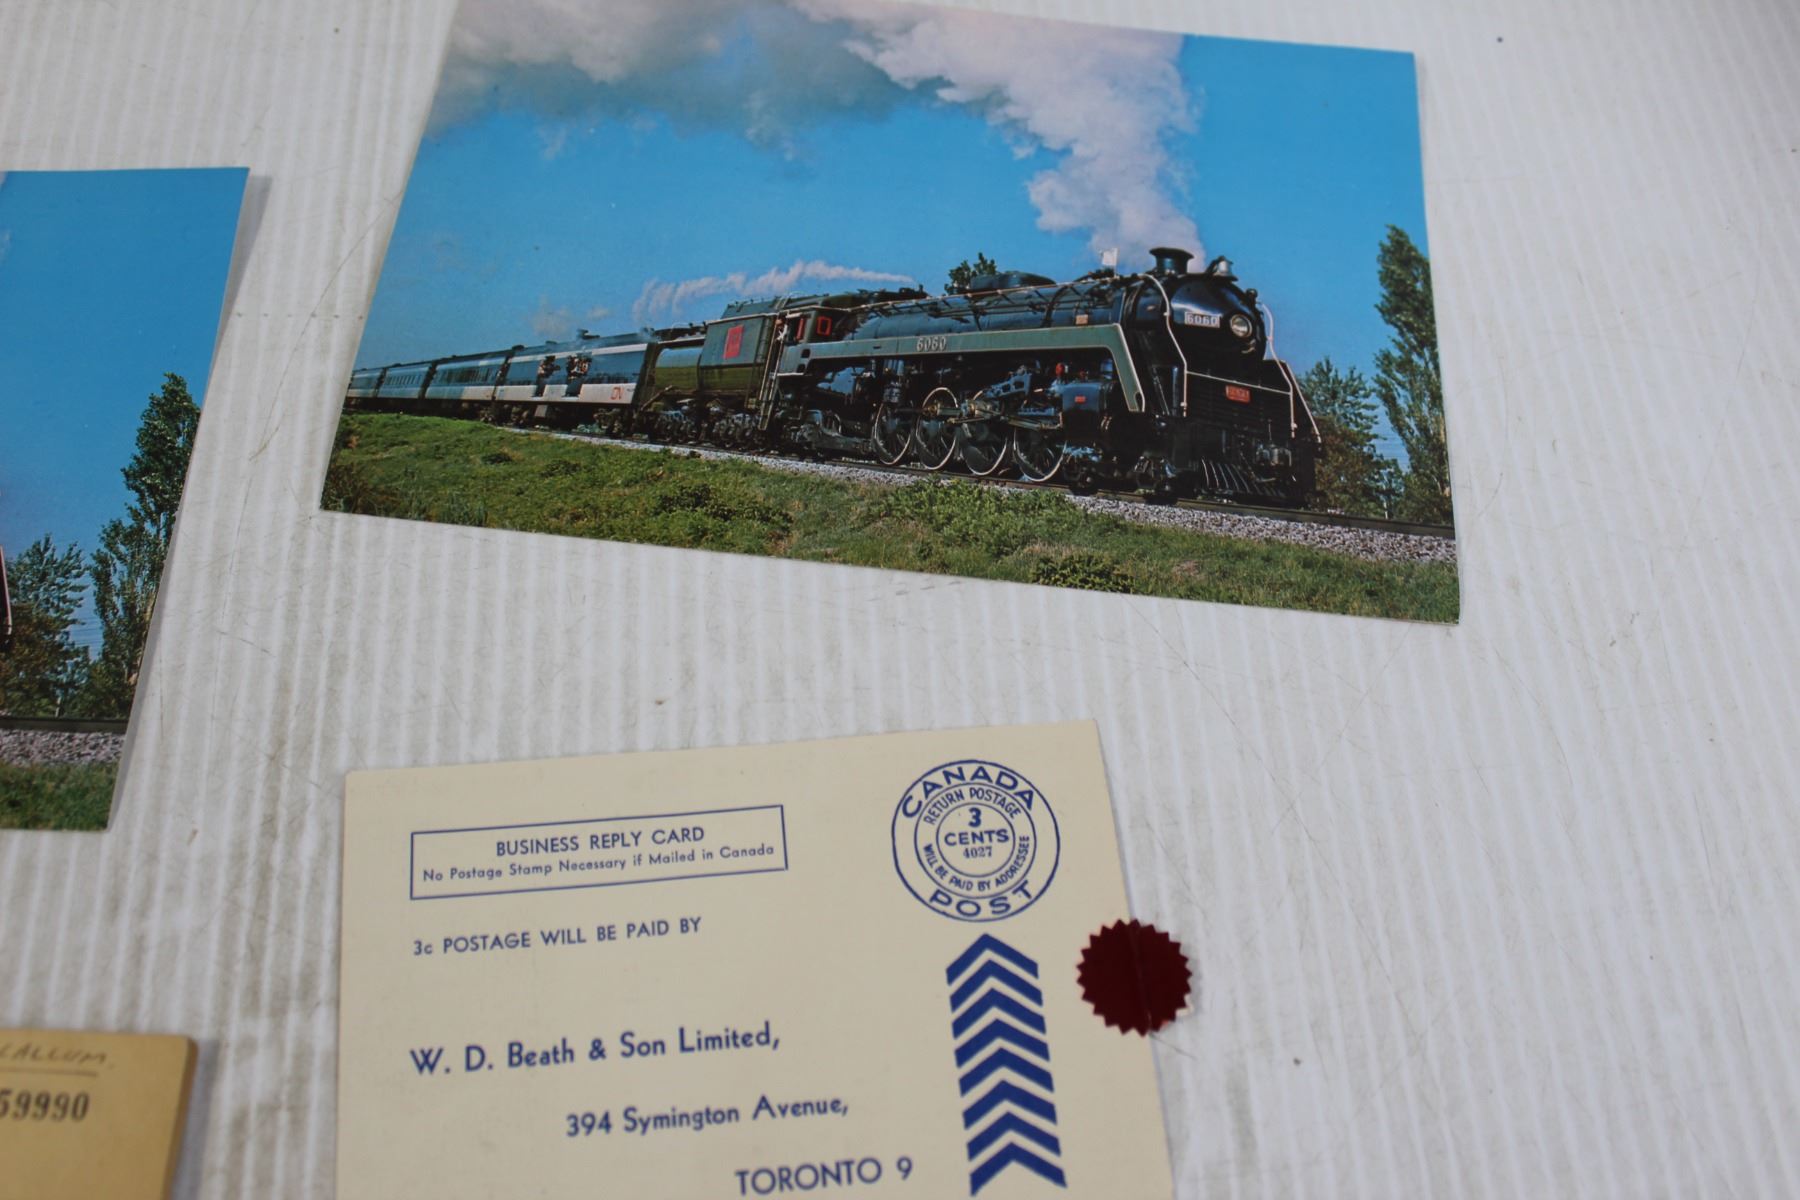 6060
6060
CN
BUSINESS REPLY CARD
No Postage Stamp Necessary if Mailed in Canada
3c POSTAGE WILL BE PAID BY
W. D. Beath & Son Limited,
394 Symington Avenue,
TORONTO 9
CANADA
RETURN POSTAGE
3
CENTS
4027
WILL BE PAID BY ADDRESSEE
POST
59990